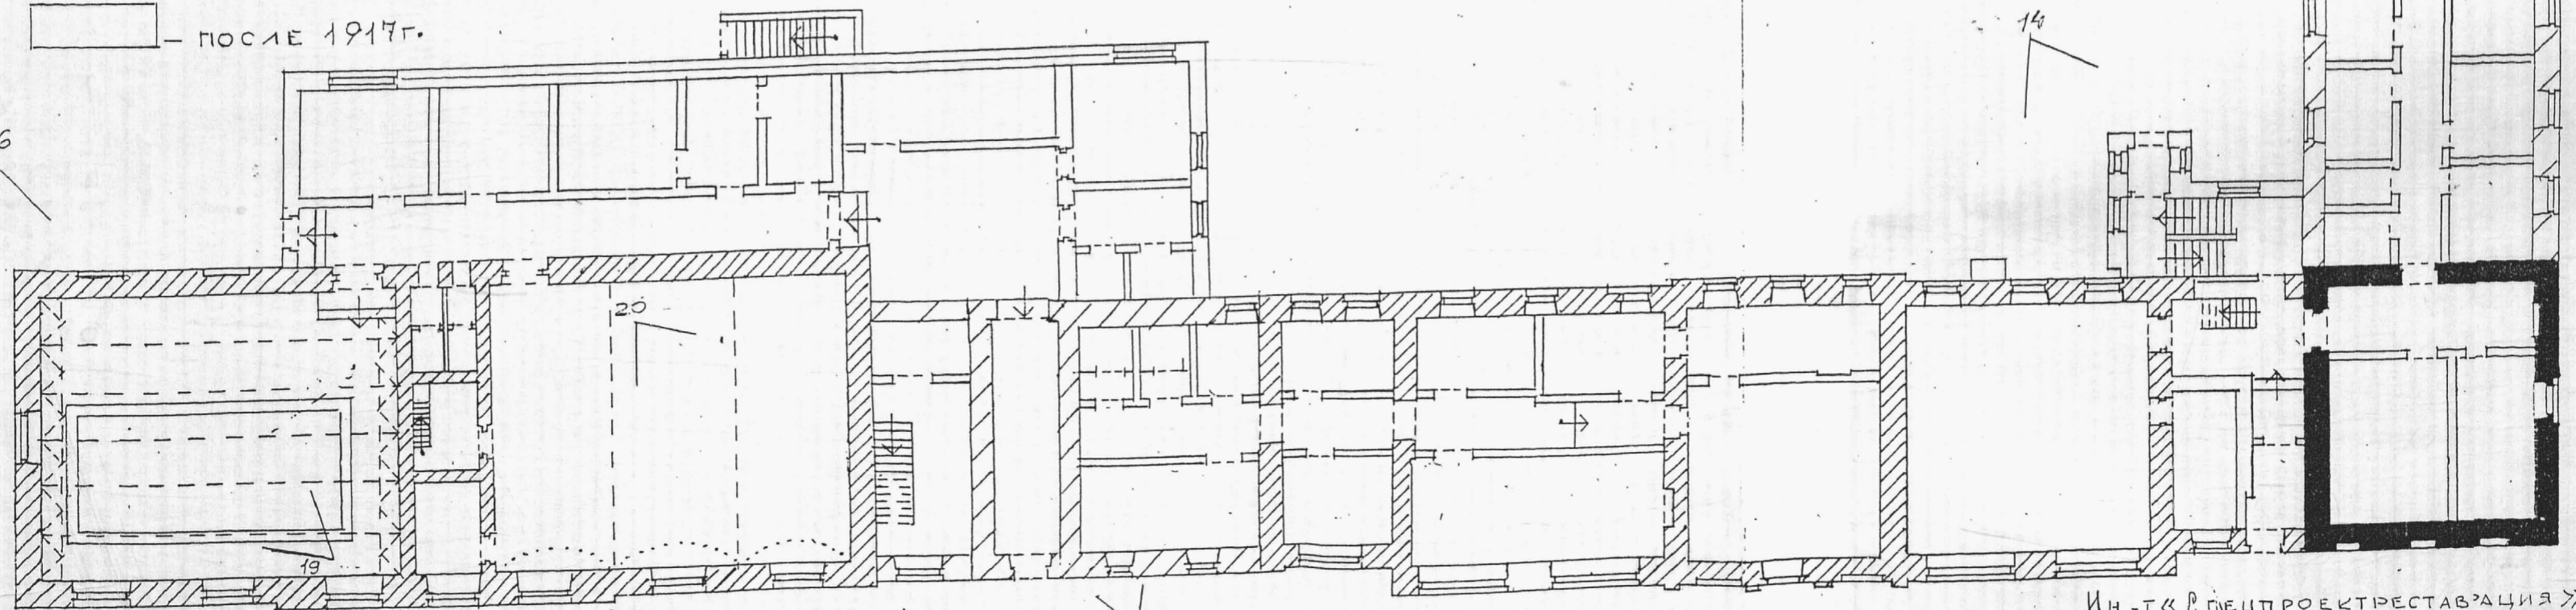 — ПОСЛЕ 1917г.
14
6
20
19
Ин-т «Спецпроектреставрация»